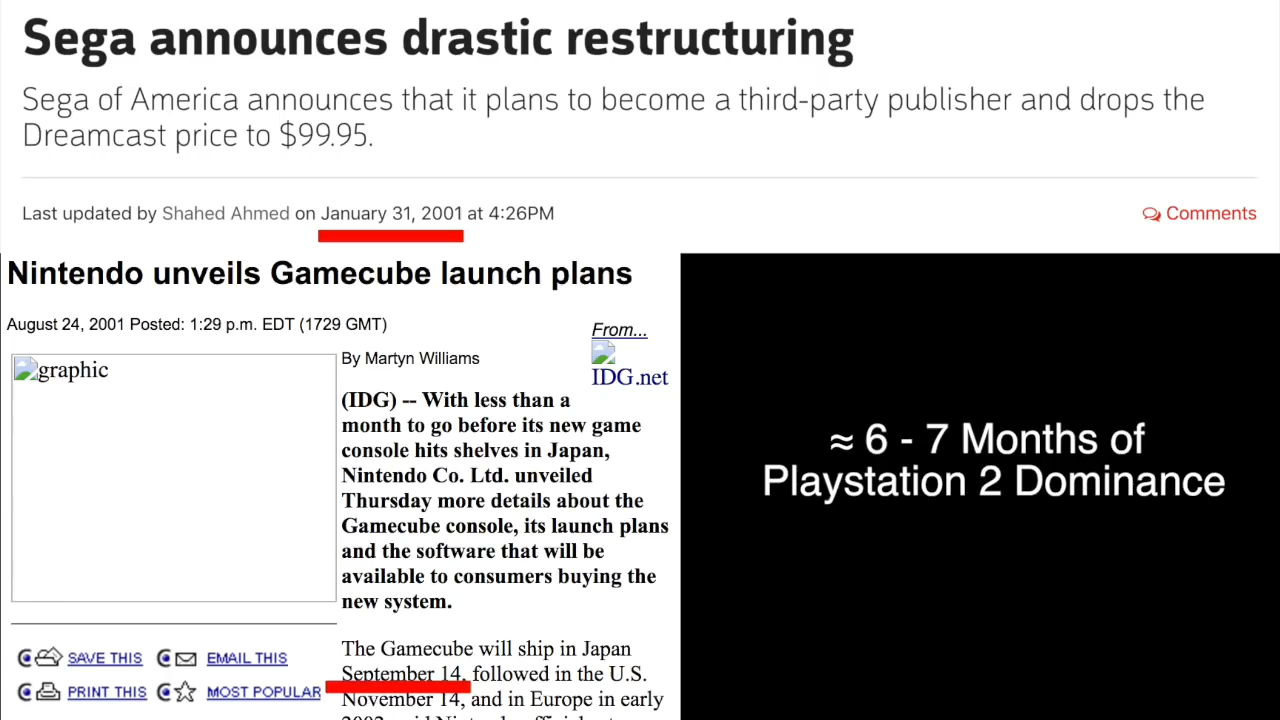 Sega announces drastic restructuring
Sega of America announces that it plans to become a third-party publisher and drops the
Dreamcast price to $99.95.
Last updated by Shahed Ahmed on January 31, 2001 at 4:26PM
Comments
Nintendo unveils Gamecube launch plans
August 24, 2001 Posted: 1:29 p.m. EDT (1729 GMT)
From...
IDG.net
graphic
By Martyn Williams
(IDG) -- With less than a
month to go before its new game
console hits shelves in Japan,
Nintendo Co. Ltd. unveiled
Thursday more details about the
Gamecube console, its launch plans
and the software that will be
available to consumers buying the
new system.
The Gamecube will ship in Japan
September 14, followed in the U.S.
November 14, and in Europe in early
SAVE THIS
EMAIL THIS
PRINT THIS
MOST POPULAR
≈ 6 - 7 Months of
Playstation 2 Dominance